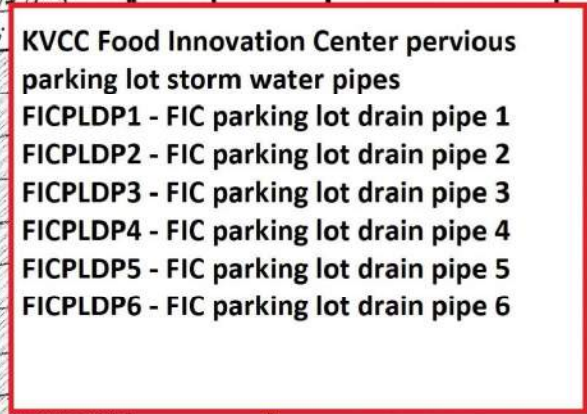 KVCC Food Innovation Center pervious
parking lot storm water pipes
FICPLDP1 - FIC parking lot drain pipe 1
FICPLDP2 - FIC parking lot drain pipe 2
FICPLDP3 - FIC parking lot drain pipe 3
FICPLDP4 - FIC parking lot drain pipe 4
FICPLDP5 - FIC parking lot drain pipe 5
FICPLDP6 - FIC parking lot drain pipe 6